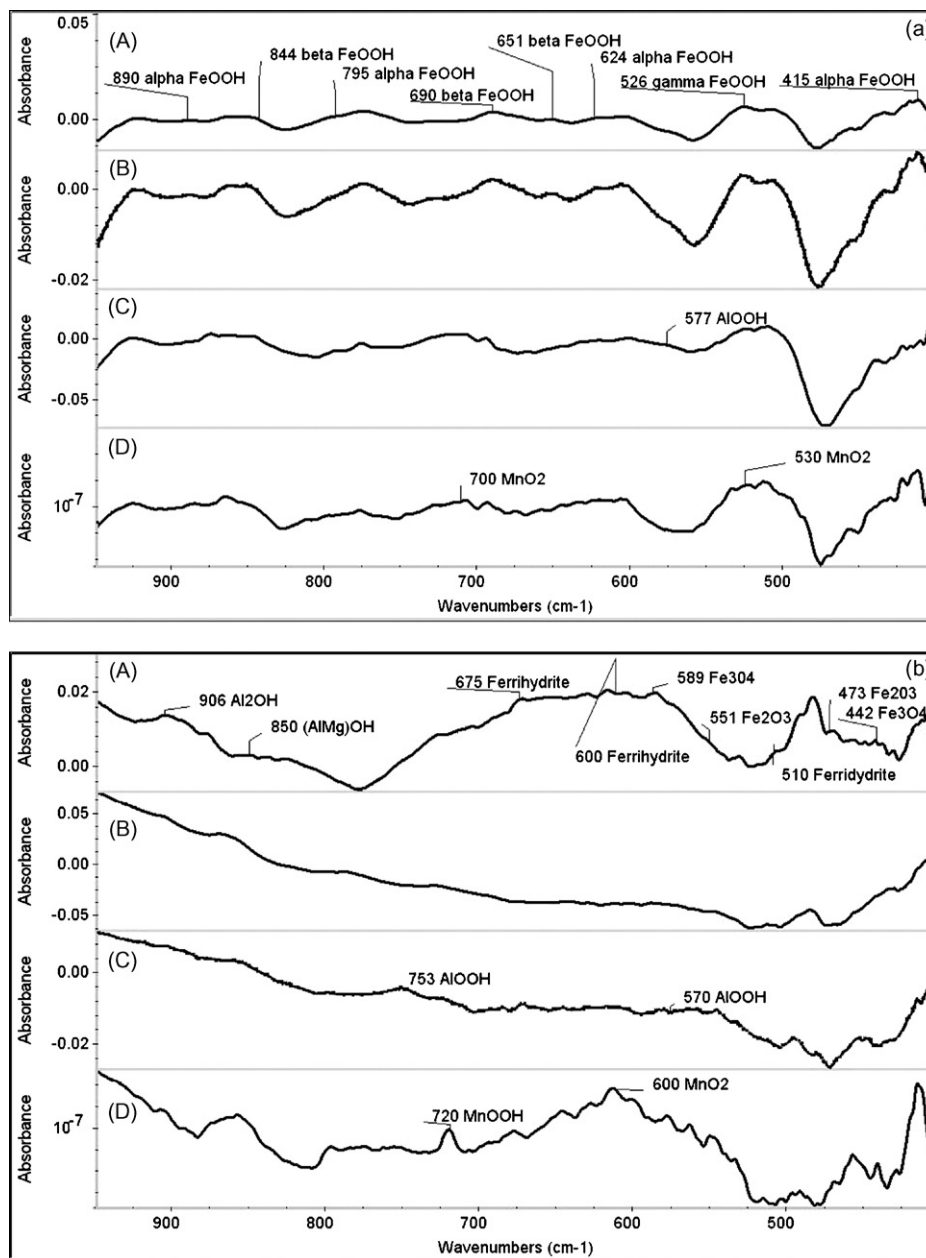 0.05
(A)
(a)
651 beta FeOOH
844 beta FeOOH
624 alpha FeOOH
890 alpha FeOOH
795 alpha FeOOH
690 beta FeOOH
526 gamma FeOOH
415 alpha FeOOH
Absorbance
0.00
(B)
0.00
Absorbance
-0.02
(C)
0.00
577 AlOOH
Absorbance
-0.05
(D)
700 MnO2
530 MnO2
10-7
Absorbance
900 800 700 600 500
Wavenumbers (cm-1)
(A)
(b)
675 Ferrihydrite
589 Fe304
0.02
906 Al2OH
473 Fe203
551 Fe2O3
442 Fe3O4
850 (AlMg)OH
600 Ferrihydrite
0.00
510 Ferridydrite
Absorbance
0.05
(B)
0.00
Absorbance
-0.05
(C)
0.00
753 AlOOH
570 AlOOH
Absorbance
-0.02
(D)
600 MnO2
10-7
720 MnOOH
Absorbance
900 800 700 600 500
Wavenumbers (cm-1)